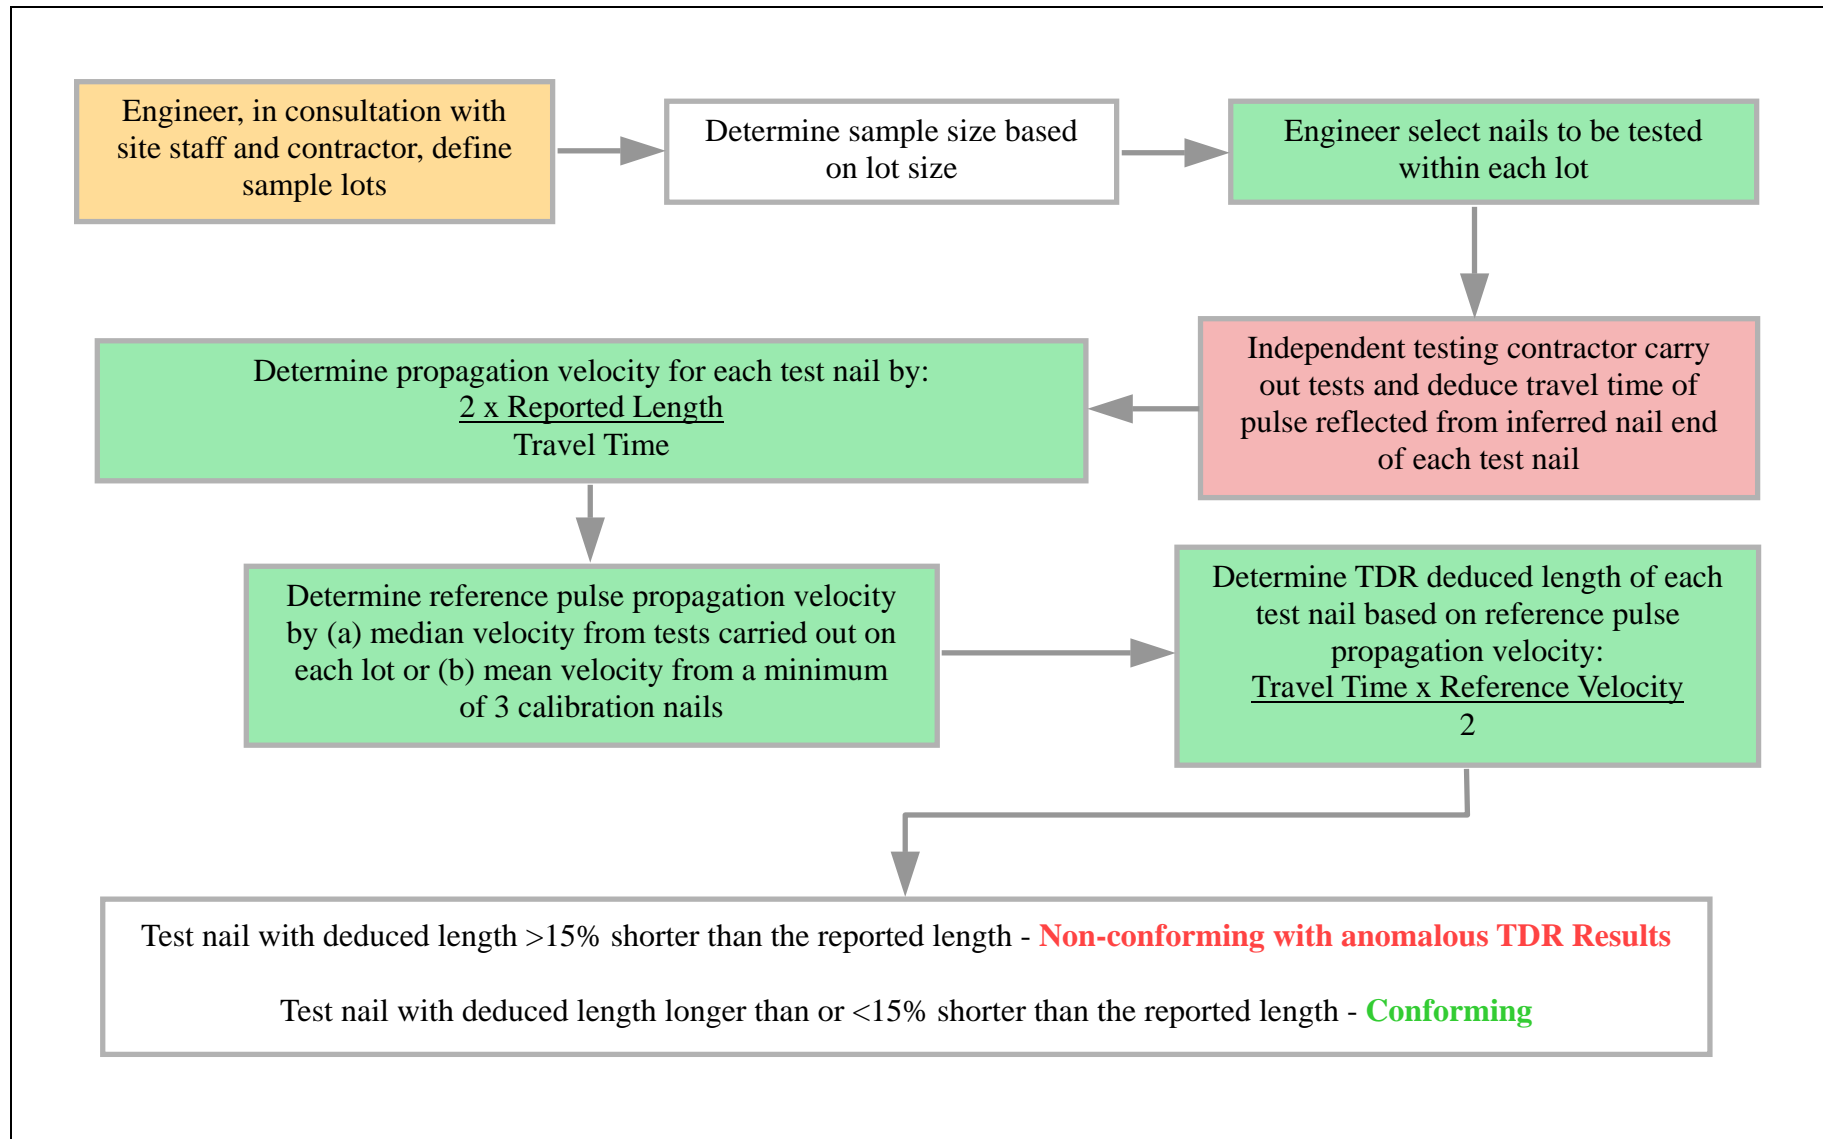 Engineer, in consultation with
site staff and contractor, define
sample lots
Determine sample size based
on lot size
Engineer select nails to be tested
within each lot
Independent testing contractor carry
out tests and deduce travel time of
pulse reflected from inferred nail end
of each test nail
Determine propagation velocity for each test nail by:
2 x Reported Length
Travel Time
Determine reference pulse propagation velocity
by (a) median velocity from tests carried out on
each lot or (b) mean velocity from a minimum
of 3 calibration nails
Determine TDR deduced length of each
test nail based on reference pulse
propagation velocity:
Travel Time x Reference Velocity
2
Test nail with deduced length >15% shorter than the reported length - Non-conforming with anomalous TDR Results
Test nail with deduced length longer than or <15% shorter than the reported length - Conforming